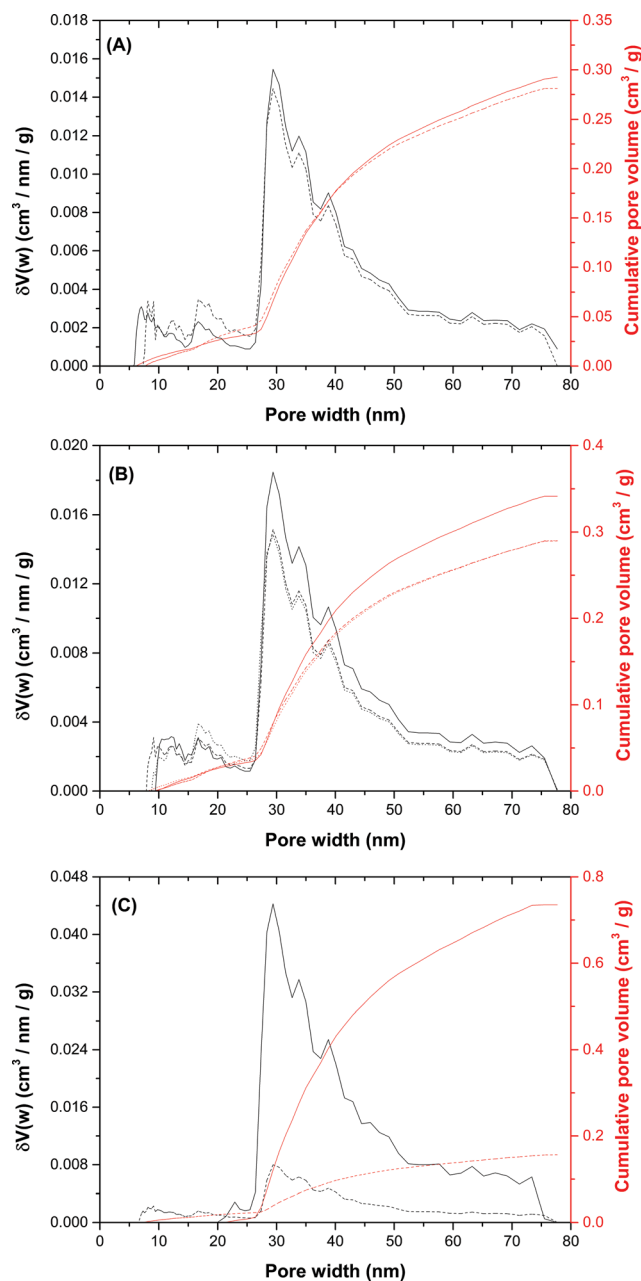 (A)
0.018
0.016
0.014
0.012
0.010
0.008
0.006
0.004
0.002
0.000
δV(w) (cm³ / nm / g)
0.35
0.30
0.25
0.20
0.15
0.10
0.05
0.00
Cumulative pore volume (cm³ / g)
0 10 20 30 40 50 60 70 80
Pore width (nm)
(B)
0.020
0.016
0.012
0.008
0.004
0.000
δV(w) (cm³ / nm / g)
0.4
0.3
0.2
0.1
0.0
Cumulative pore volume (cm³ / g)
0 10 20 30 40 50 60 70 80
Pore width (nm)
(C)
0.048
0.040
0.032
0.024
0.016
0.008
0.000
δV(w) (cm³ / nm / g)
0.8
0.6
0.4
0.2
0.0
Cumulative pore volume (cm³ / g)
0 10 20 30 40 50 60 70 80
Pore width (nm)